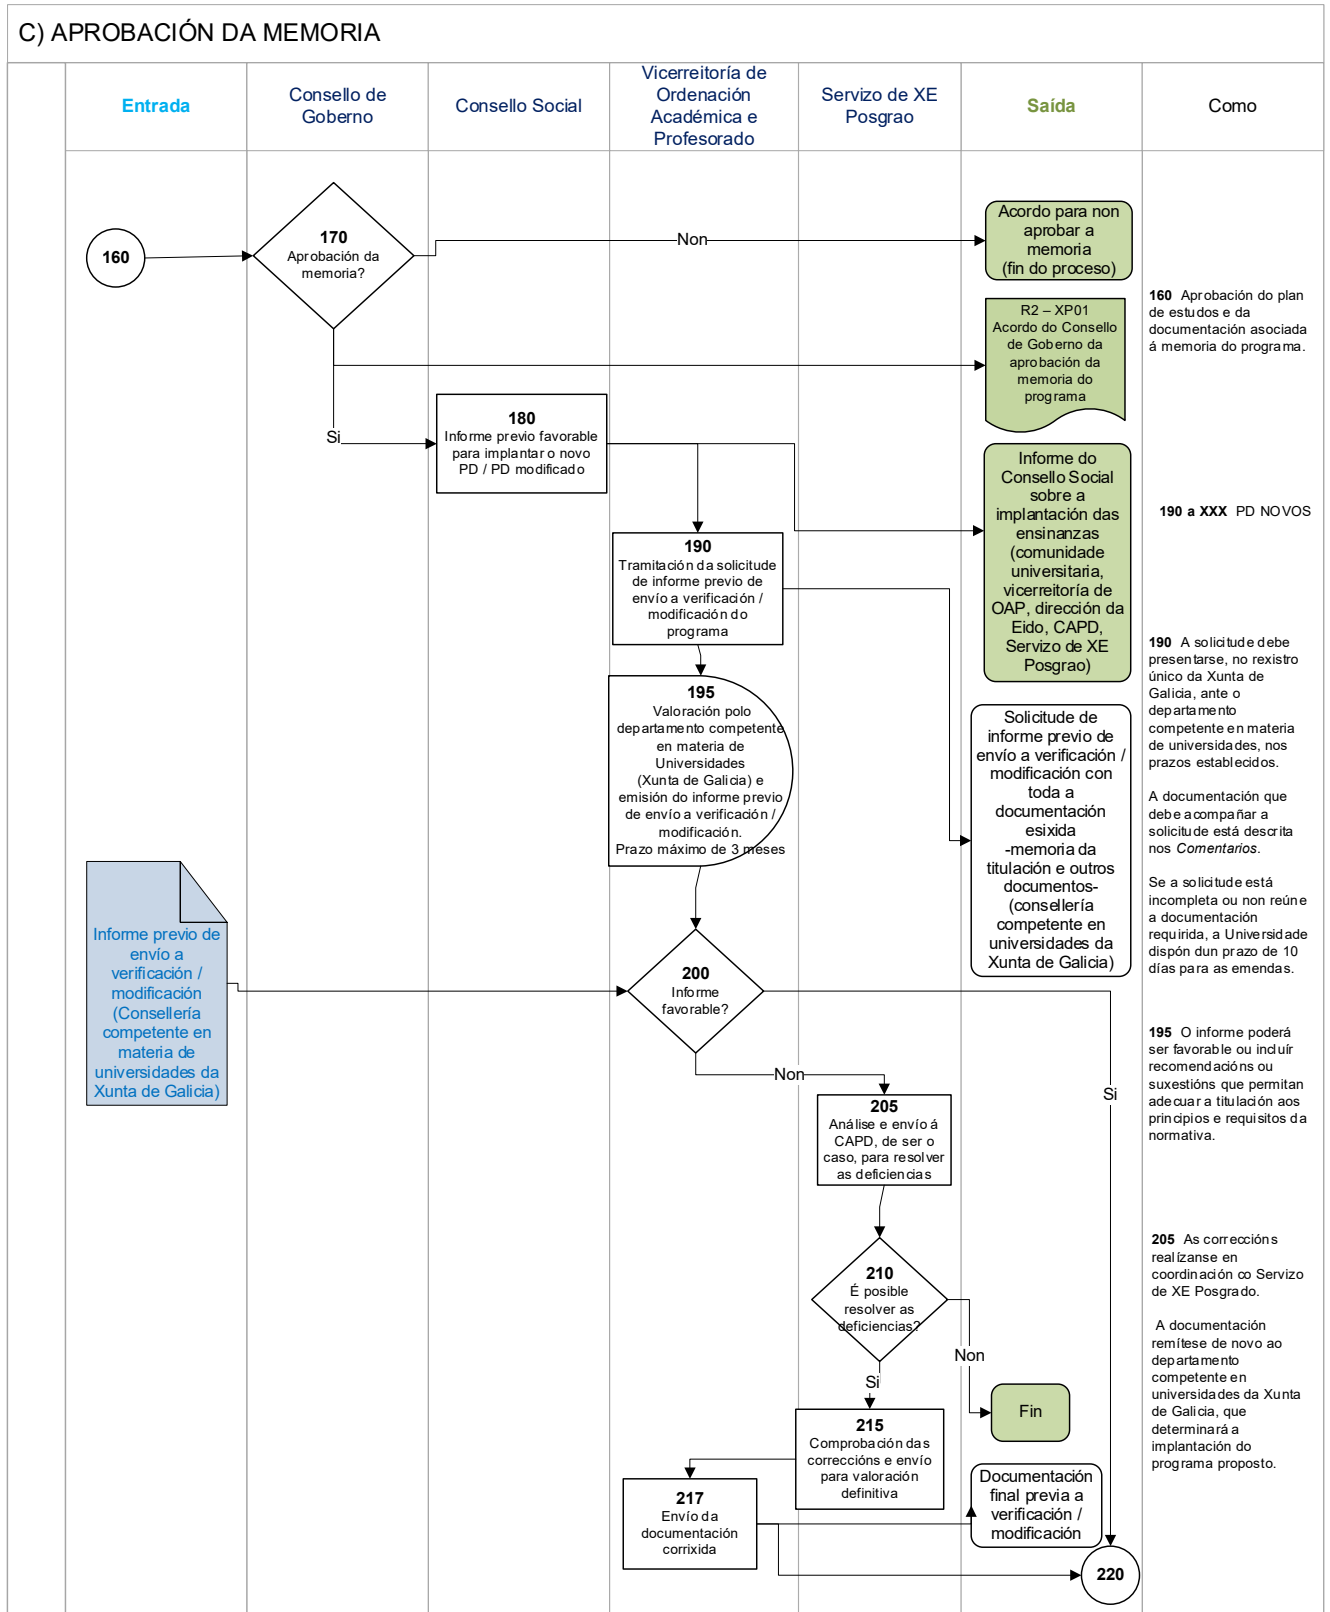 C) APROBACIÓN DA MEMORIA
Entrada
Consello de
Goberno
Consello Social
Vicerreitoría de
Ordenación
Académica e
Profesorado
Servizo de XE
Posgrao
Saída
Como
160
170
Aprobación da
memoria?
Non
Acordo para non
aprobar a
memoria
(fin do proceso)
R2 – XP01
Acordo do Consello
de Goberno da
aprobación da
memoria do
programa
160 Aprobación do plan
de estudos e da
documentación asociada
á memoria do programa.
Si
180
Informe previo favorable
para implantar o novo
PD / PD modificado
Informe do
Consello Social
sobre a
implantación das
ensinanzas
(comunidade
universitaria,
vicerreitoría de
OAP, dirección da
Eido, CAPD,
Servizo de XE
Posgrao)
190 a XXX PD NOVOS
190
Tramitación da solicitude
de informe previo de
envío a verificación /
modificación do
programa
190 A solicitude debe
presentarse, no rexistro
único da Xunta de
Galicia, ante o
departamento
competente en materia
de universidades, nos
prazos establecidos.
A documentación que
debe acompañar a
solicitude está descrita
nos Comentarios.
Se a solicitude está
incompleta ou non reúne
a documentación
requirida, a Universidade
dispón dun prazo de 10
días para as emendas.
195
Valoración polo
departamento competente
en materia de
Universidades
(Xunta de Galicia) e
emisión do informe previo
de envío a verificación /
modificación.
Prazo máximo de 3 meses
Solicitude de
informe previo de
envío a verificación /
modificación con
toda a
documentación
esixida
-memoria da
titulación e outros
documentos-
(consellería
competente en
universidades da
Xunta de Galicia)
Informe previo de
envío a
verificación /
modificación
(Consellería
competente en
materia de
universidades da
Xunta de Galicia)
200
Informe
favorable?
Non
Si
195 O informe poderá
ser favorable ou incluír
recomendacións ou
suxestións que permitan
adecuar a titulación aos
principios e requisitos da
normativa.
205
Análise e envío á
CAPD, de ser o
caso, para resolver
as deficiencias
210
É posible
resolver as
deficiencias?
Non
Si
Fin
205 As correccións
realízanse en
coordinación co Servizo
de XE Posgrado.
A documentación
remítese de novo ao
departamento
competente en
universidades da Xunta
de Galicia, que
determinará a
implantación do
programa proposto.
215
Comprobación das
correccións e envío
para valoración
definitiva
217
Envío da
documentación
corrixida
Documentación
final previa a
verificación /
modificación
220